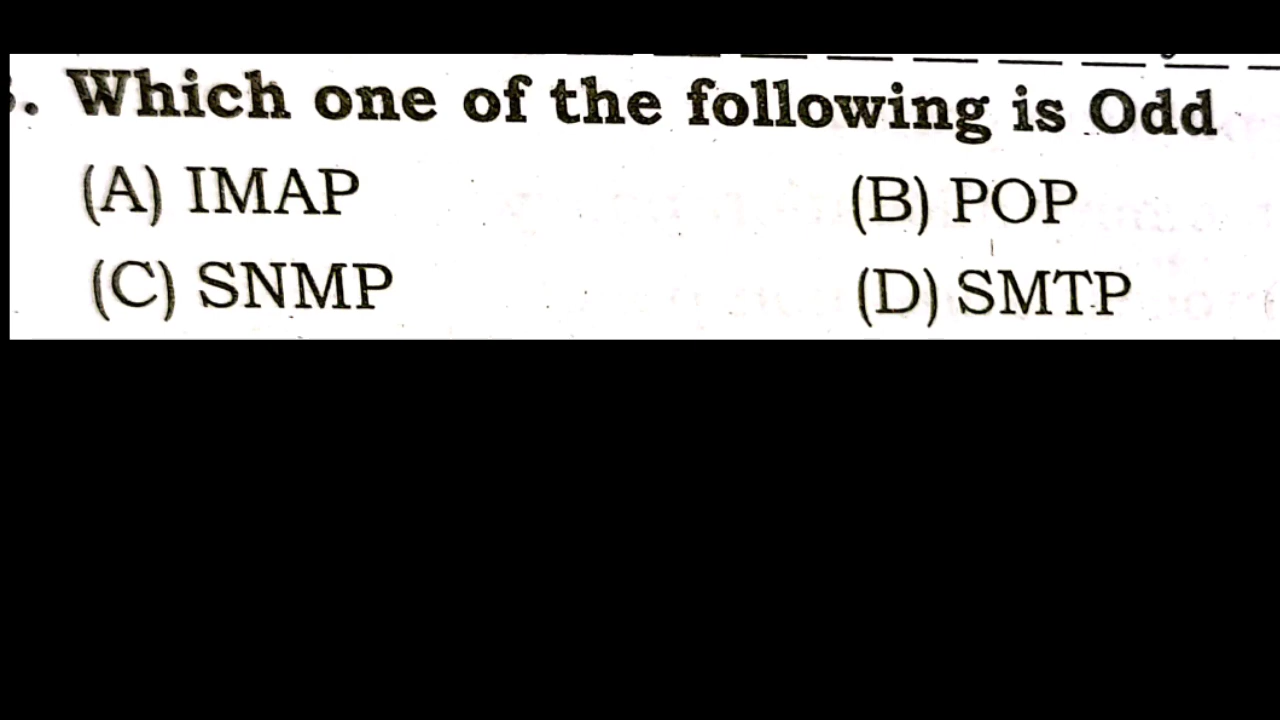 . Which one of the following is Odd
(A) IMAP (B) POP
(C) SNMP (D) SMTP